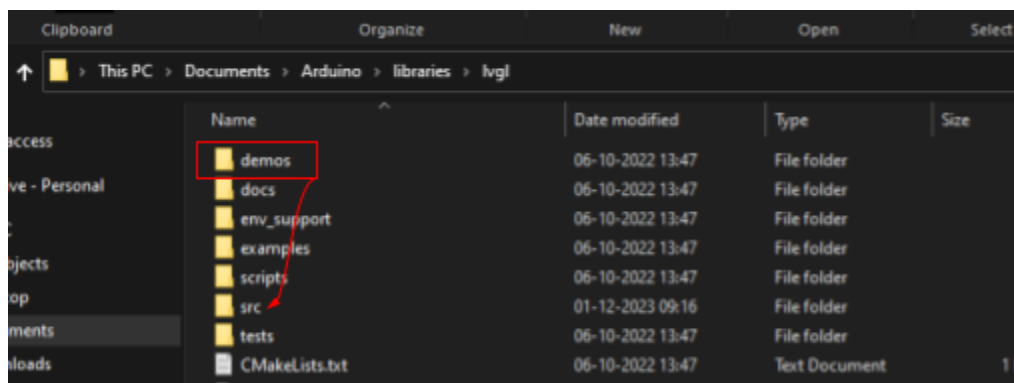 Clipboard Organize New Open Select
This PC > Documents > Arduino > libraries > lvgl
Name Date modified Type Size
access
demos 06-10-2022 13:47 File folder
ve - Personal
docs 06-10-2022 13:47 File folder
env_support 06-10-2022 13:47 File folder
examples 06-10-2022 13:47 File folder
bjects
scripts 06-10-2022 13:47 File folder
op
src 01-12-2023 09:16 File folder
ments
tests 06-10-2022 13:47 File folder
nloads
CMakeLists.txt 06-10-2022 13:47 Text Document 1